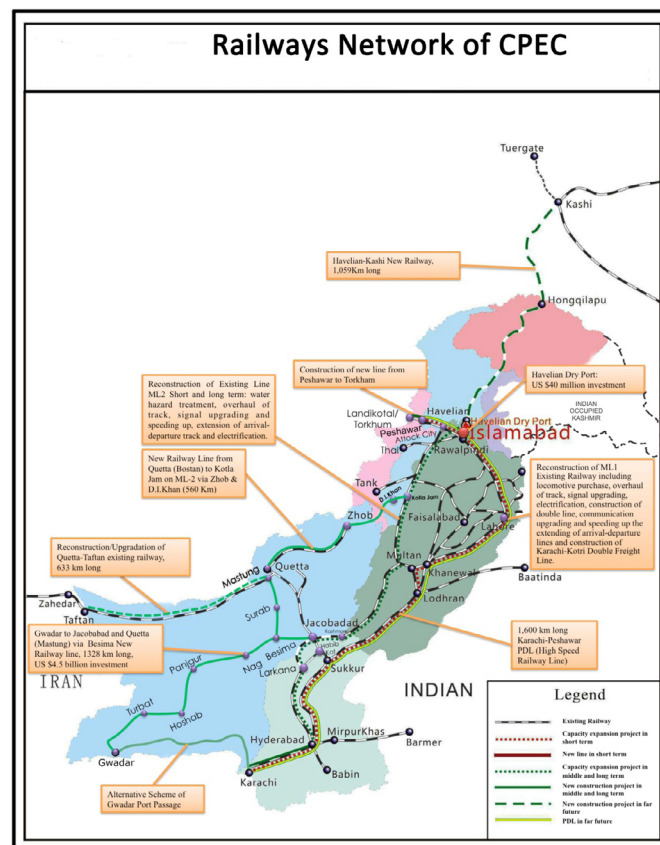 Railways Network of CPEC
Tuergate
Kashi
Havelian-Kashi New Railway,
1,059Km long
Hongqilapu
Construction of new line from
Peshawar to Torkham
Havelian Dry Port:
US $40 million investment
Reconstruction of Existing Line
ML2 Short and long term: water
hazard treatment, overhaul of
track, signal upgrading and
speeding up, extension of arrival-
departure track and electrification.
Landikotal/
Torkhum
Havelian
Havelian Dry Port
Islamabad
INDIAN
OCCUPIED
KASHMIR
Peshawar
Attock City
Rawalpindi
Thal
New Railway Line from
Quetta (Bostan) to Kotla
Jam on ML-2 via Zhob &
D.I.Khan (560 Km)
Reconstruction of ML1
Existing Railway including
locomotive purchase, overhaul
of track, signal upgrading,
electrification, construction of
double line, communication
upgrading and speeding up the
extending of arrival-departure
lines and construction of
Karachi-Kotri Double Freight
Line.
Tank
D.I.Khan
Kotla Jam
Zhob
Faisalabad
Lahore
Reconstruction/Upgradation of
Quetta-Taftan existing railway,
633 km long
Mastung
Quetta
Multan
Khanewal
Baatinda
Zahedar
Taftan
Lodhran
Surab
Gwadar to Jacobabad and Quetta
(Mastung) via Besima New
Railway line, 1328 km long,
US $4.5 billion investment
Jacobadad
Kashmore
1,600 km long
Karachi-Peshawar
PDL (High Speed
Railway Line)
Besima
Nag
Habib
Kot
Sukkur
Larkana
Panjgur
IRAN
INDIAN
Turbat
Hoshab
Gwadar
Hyderabad
MirpurKhas
Barmer
Babin
Karachi
Alternative Scheme of
Gwadar Port Passage
Legend
Existing Railway
Capacity expansion project in
short term
New line in short term
Capacity expansion project in
middle and long term
New construction project in
middle and long term
New construction project in far
future
PDL in far future